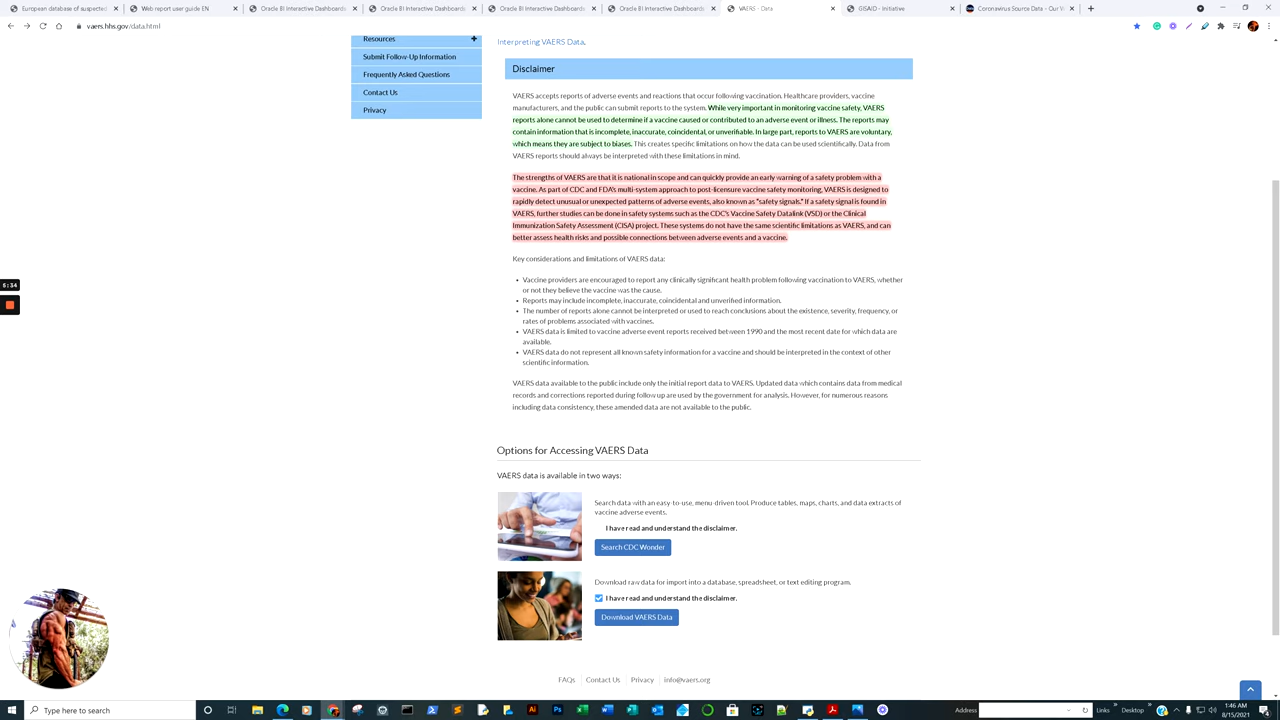 European database of suspected
Web report user guide EN
Oracle BI Interactive Dashboards
Oracle BI Interactive Dashboards
Oracle BI Interactive Dashboards
Oracle BI Interactive Dashboards
VAERS - Data
GISAID - Initiative
Coronavirus Source Data - Our W
vaers.hhs.gov/data.html
Resources
Submit Follow-Up Information
Frequently Asked Questions
Contact Us
Privacy
Interpreting VAERS Data.
Disclaimer
VAERS accepts reports of adverse events and reactions that occur following vaccination. Healthcare providers, vaccine
manufacturers, and the public can submit reports to the system. While very important in monitoring vaccine safety, VAERS
reports alone cannot be used to determine if a vaccine caused or contributed to an adverse event or illness. The reports may
contain information that is incomplete, inaccurate, coincidental, or unverifiable. In large part, reports to VAERS are voluntary,
which means they are subject to biases. This creates specific limitations on how the data can be used scientifically. Data from
VAERS reports should always be interpreted with these limitations in mind.
The strengths of VAERS are that it is national in scope and can quickly provide an early warning of a safety problem with a
vaccine. As part of CDC and FDA's multi-system approach to post-licensure vaccine safety monitoring, VAERS is designed to
rapidly detect unusual or unexpected patterns of adverse events, also known as "safety signals." If a safety signal is found in
VAERS, further studies can be done in safety systems such as the CDC's Vaccine Safety Datalink (VSD) or the Clinical
Immunization Safety Assessment (CISA) project. These systems do not have the same scientific limitations as VAERS, and can
better assess health risks and possible connections between adverse events and a vaccine.
Key considerations and limitations of VAERS data:
• Vaccine providers are encouraged to report any clinically significant health problem following vaccination to VAERS, whether
or not they believe the vaccine was the cause.
• Reports may include incomplete, inaccurate, coincidental and unverified information.
• The number of reports alone cannot be interpreted or used to reach conclusions about the existence, severity, frequency, or
rates of problems associated with vaccines.
• VAERS data is limited to vaccine adverse event reports received between 1990 and the most recent date for which data are
available.
• VAERS data do not represent all known safety information for a vaccine and should be interpreted in the context of other
scientific information.
VAERS data available to the public include only the initial report data to VAERS. Updated data which contains data from medical
records and corrections reported during follow up are used by the government for analysis. However, for numerous reasons
including data consistency, these amended data are not available to the public.
Options for Accessing VAERS Data
VAERS data is available in two ways:
Search data with an easy-to-use, menu-driven tool. Produce tables, maps, charts, and data extracts of
vaccine adverse events.
I have read and understand the disclaimer.
Search CDC Wonder
Download raw data for import into a database, spreadsheet, or text editing program.
I have read and understand the disclaimer.
Download VAERS Data
FAQs
Contact Us
Privacy
info@vaers.org
6:34
Type here to search
Address
Links
Desktop
1:46 AM
8/15/2021